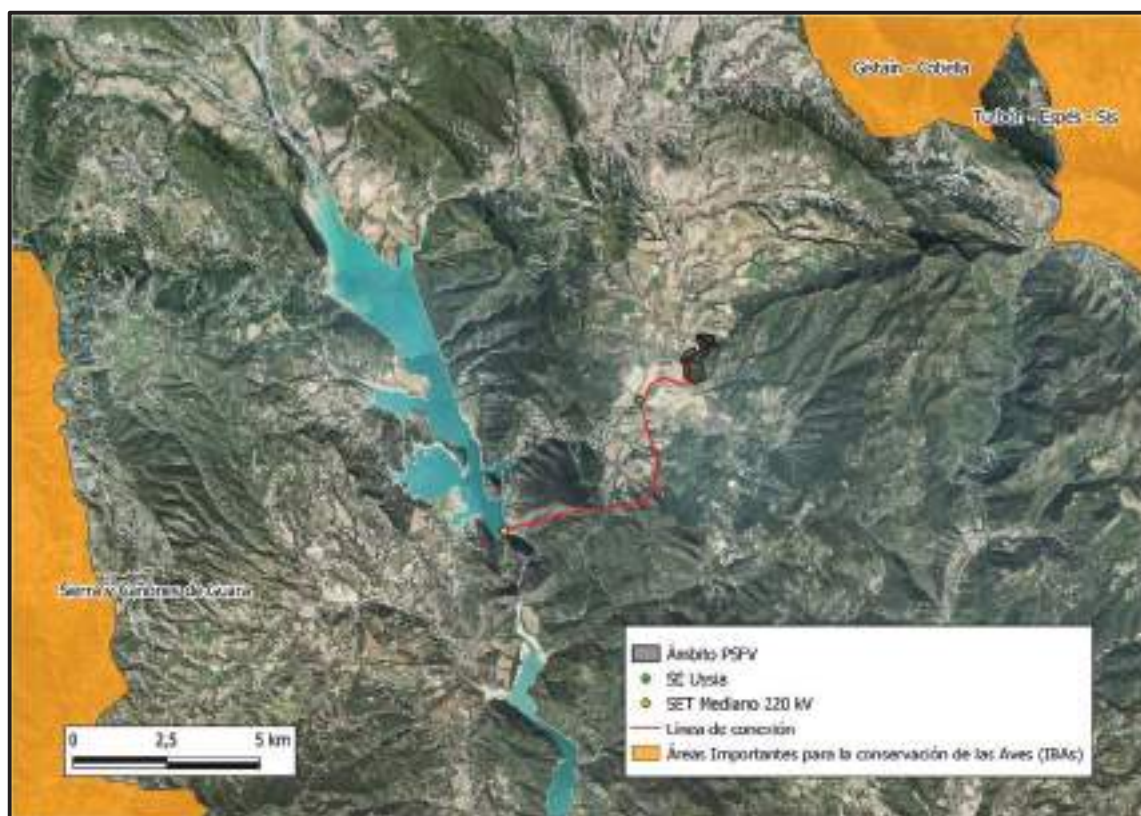 Gistaín - Cotiella
Turbón - Espés - Sis
Sierra y Cañones de Guara
Ámbito PSFV
SE Uysia
SET Mediano 220 kV
Línea de conexión
Áreas Importantes para la conservación de las Aves (IBAs)
0 2,5 5 km